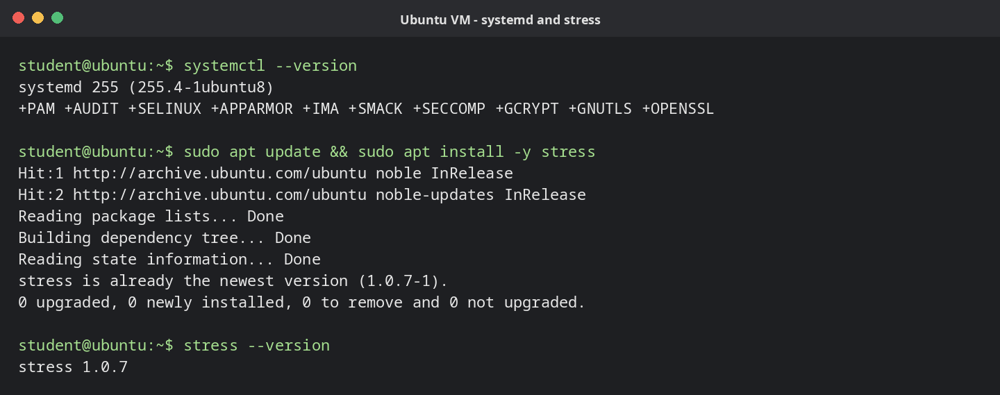 Ubuntu VM - systemd and stress
student@ubuntu:~$ systemctl --version
systemd 255 (255.4-1ubuntu8)
+PAM +AUDIT +SELINUX +APPARMOR +IMA +SMACK +SECCOMP +GCRYPT +GNUTLS +OPENSSL
student@ubuntu:~$ sudo apt update && sudo apt install -y stress
Hit:1 http://archive.ubuntu.com/ubuntu noble InRelease
Hit:2 http://archive.ubuntu.com/ubuntu noble-updates InRelease
Reading package lists... Done
Building dependency tree... Done
Reading state information... Done
stress is already the newest version (1.0.7-1).
0 upgraded, 0 newly installed, 0 to remove and 0 not upgraded.
student@ubuntu:~$ stress --version
stress 1.0.7